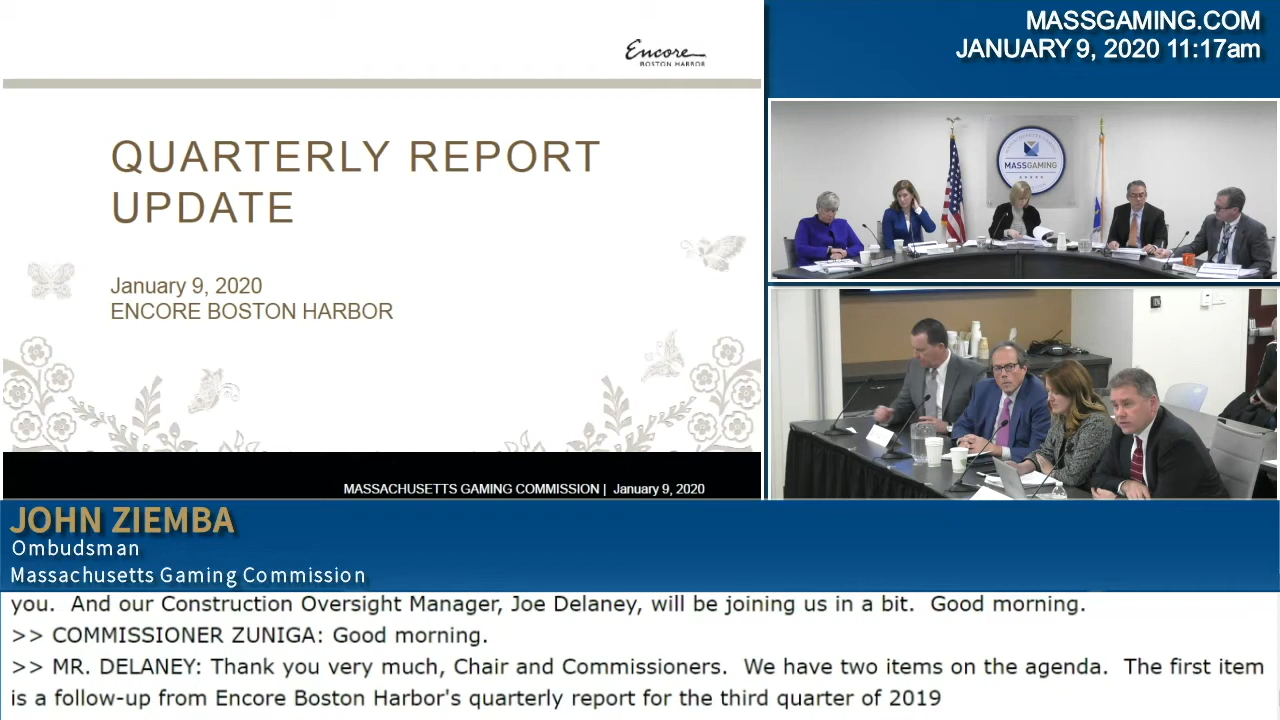 Encore
BOSTON HARBOR
QUARTERLY REPORT
UPDATE
January 9, 2020
ENCORE BOSTON HARBOR
MASSACHUSETTS GAMING COMMISSION | January 9, 2020
MASSGAMING.COM
JANUARY 9, 2020 11:17am
MASSGAMING
JOHN ZIEMBA
Ombudsman
Massachusetts Gaming Commission
you.  And our Construction Oversight Manager, Joe Delaney, will be joining us in a bit.  Good morning.
>> COMMISSIONER ZUNIGA: Good morning.
>> MR. DELANEY: Thank you very much, Chair and Commissioners.  We have two items on the agenda.  The first item
is a follow-up from Encore Boston Harbor's quarterly report for the third quarter of 2019